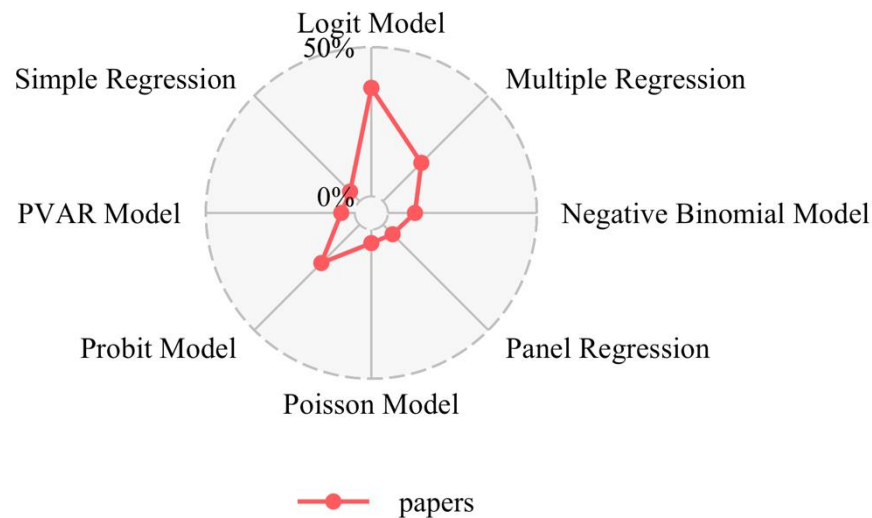 Logit Model
50%
Simple Regression
Multiple Regression
0%
PVAR Model
Negative Binomial Model
Probit Model
Panel Regression
Poisson Model
papers